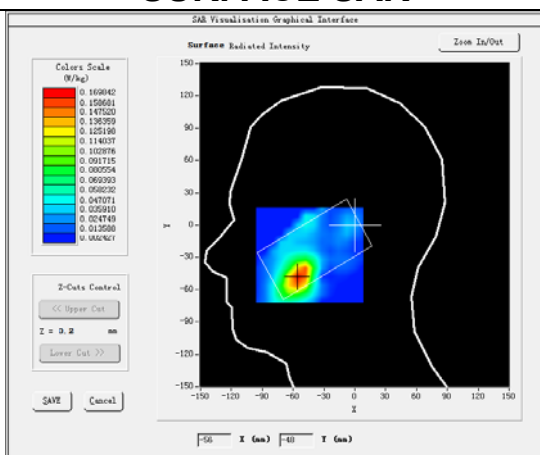 SAR Visualisation Graphical Interface
Surface Radiated Intensity
Zoom In/Out
Colors Scale
(W/kg)
0.169842
0.158681
0.147520
0.136359
0.125198
0.114037
0.102876
0.091715
0.080554
0.069393
0.058232
0.047071
0.035910
0.024749
0.013588
0.002427
150
120
90
60
30
Y
0
-30
-60
-90
-120
-150
-150 -120 -90 -60 -30 0 30 60 90 120 150
X
Z-Cuts Control
<< Upper Cut
Z = 3.2 mm
Lower Cut >>
SAVE Cancel
-56 X (mm) -48 Y (mm)